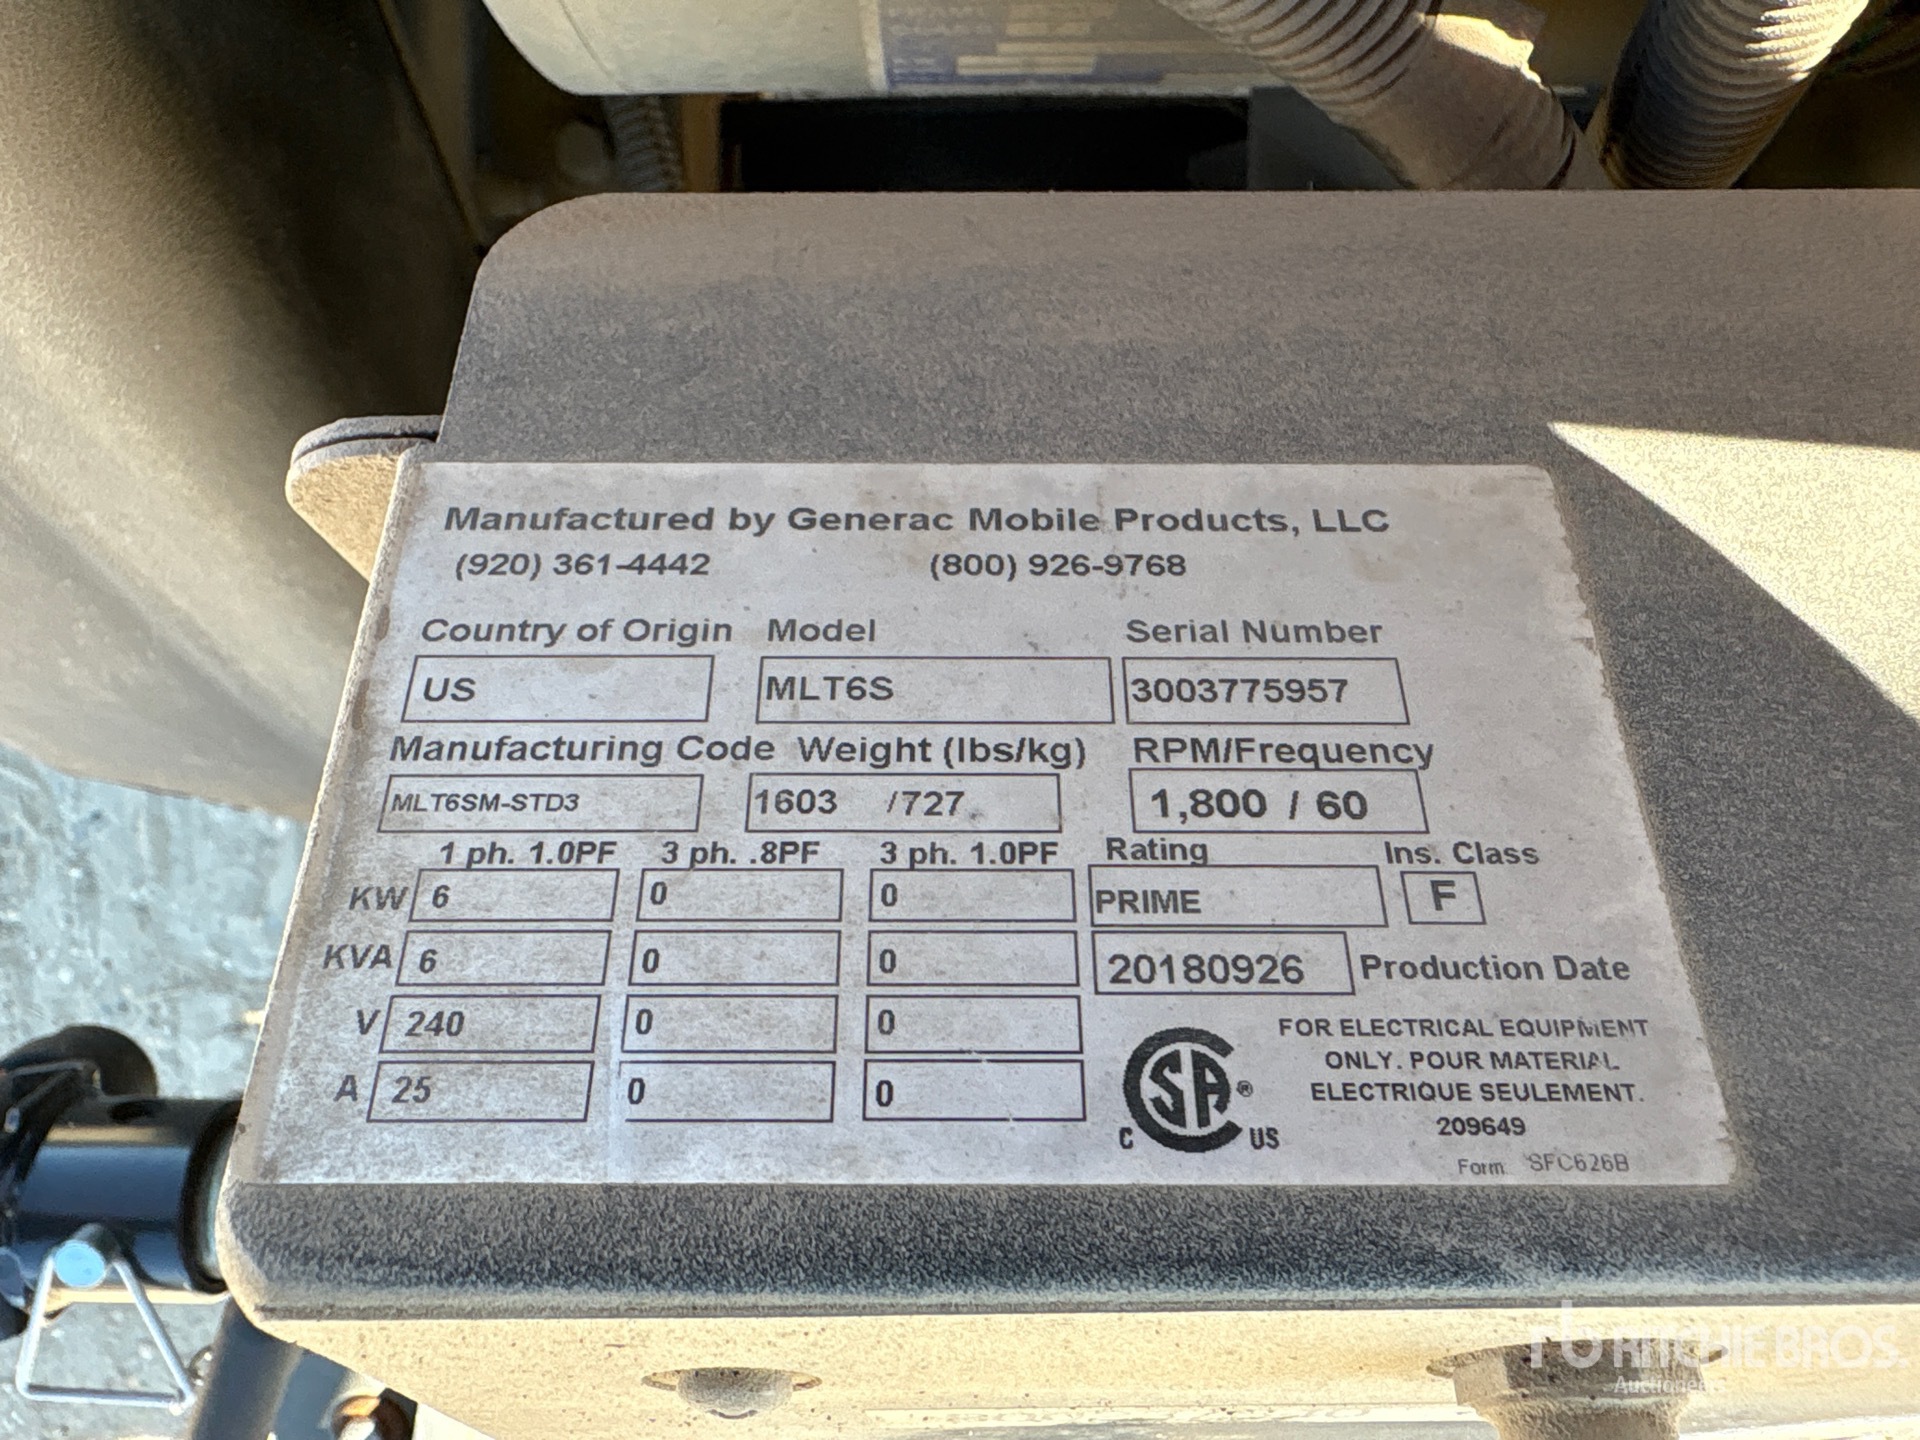 Manufactured by Generac Mobile Products, LLC
(920) 361-4442 (800) 926-9768
Country of Origin Model Serial Number
US MLT6S 3003775957
Manufacturing Code Weight (lbs/kg) RPM/Frequency
MLT6SM-STD3 1603 /727 1,800 / 60
1 ph. 1.0PF 3 ph. .8PF 3 ph. 1.0PF Rating Ins. Class
KW 6 0 0 PRIME F
KVA 6 0 0 20180926 Production Date
V 240 0 0
A 25 0 0
FOR ELECTRICAL EQUIPMENT
ONLY. POUR MATERIAL
ELECTRIQUE SEULEMENT.
209649
Form SFC626B
C SA ® US
rb RITCHIE BROS.
Auctioneers